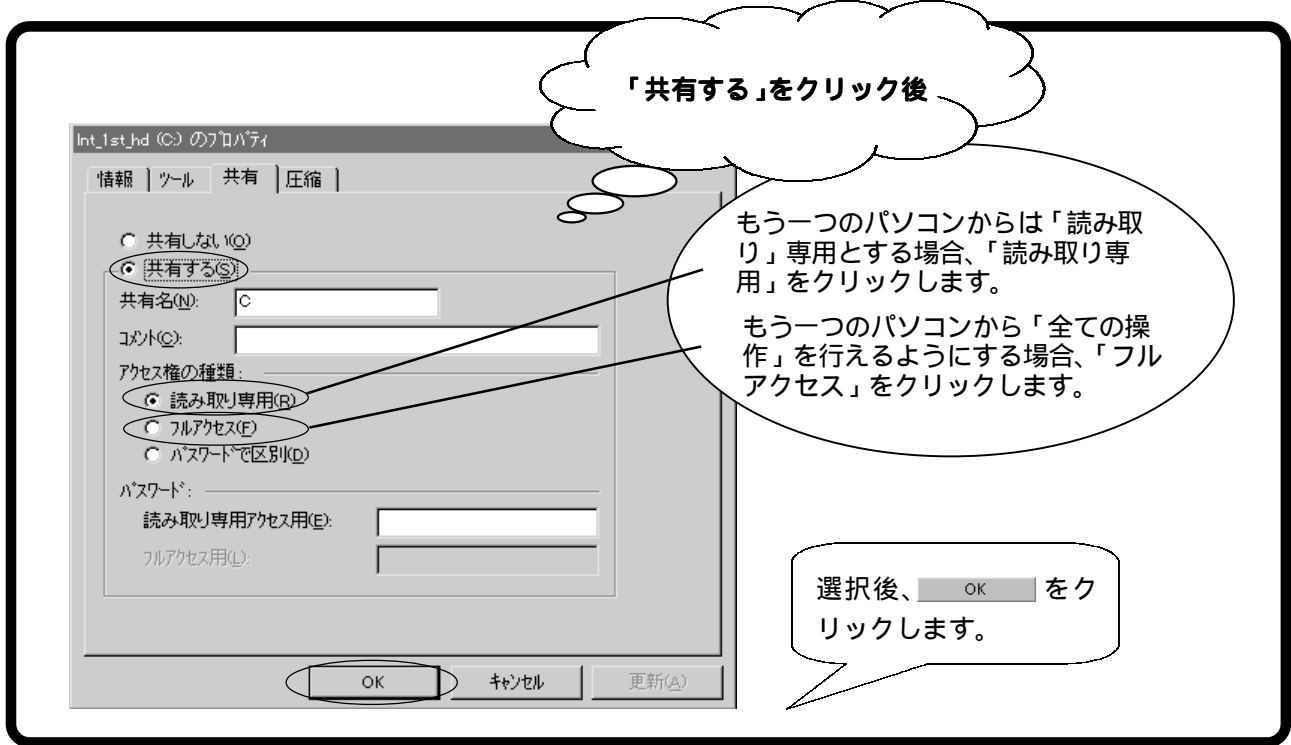 「共有する」をクリック後
Int_1st_hd (C:) のプロパティ
情報
ツール
共有
圧縮
共有しない(O)
共有する(S)
共有名(N):
C
コメント(C):
アクセス権の種類:
読み取り専用(R)
フルアクセス(F)
パスワードで区別(D)
パスワード:
読み取り専用アクセス用(E):
フルアクセス用(L):
OK
キャンセル
更新(A)
もう一つのパソコンからは「読み取
り」専用とする場合、「読み取り専
用」をクリックします。
もう一つのパソコンから「全ての操
作」を行えるようにする場合、「フル
アクセス」をクリックします。
選択後、 OK をク
リックします。